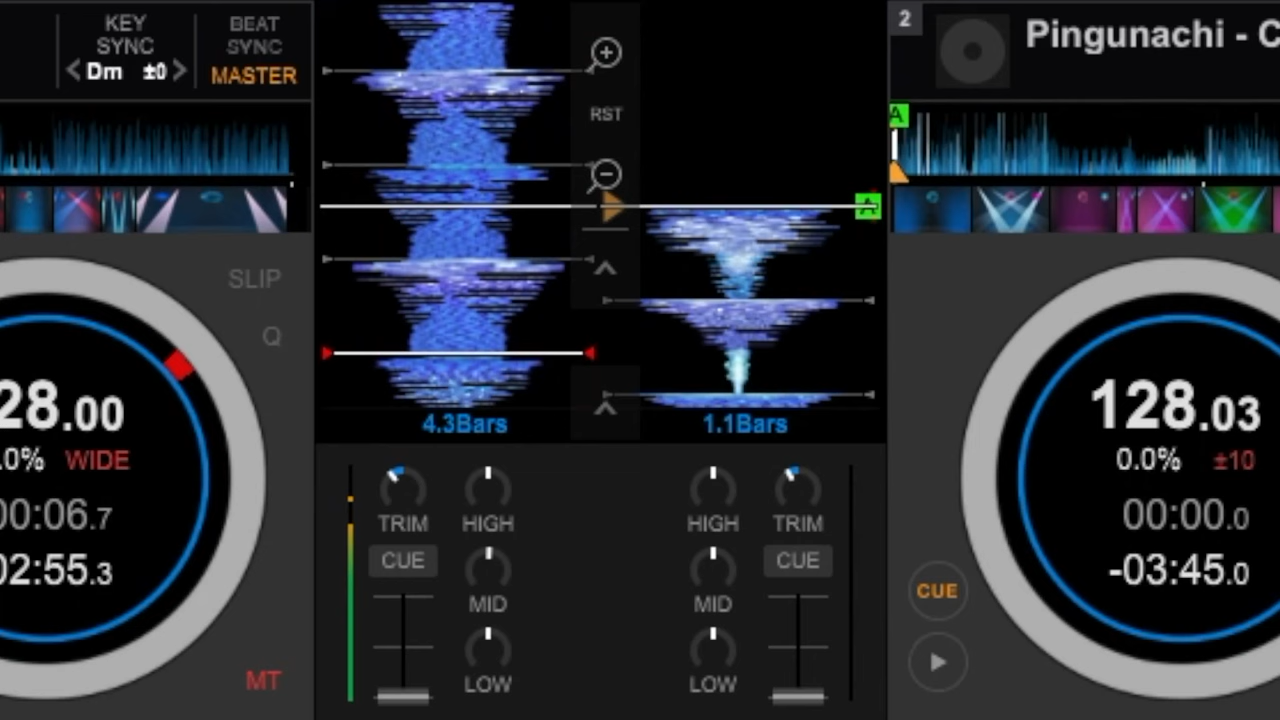 KEY
SYNC
Dm ±0
BEAT
SYNC
MASTER
RST
2
Pingunachi - C
A
A
SLIP
Q
28.00
.0% WIDE
00:06.7
02:55.3
MT
4.3Bars
1.1Bars
TRIM
HIGH
HIGH
TRIM
CUE
CUE
MID
MID
LOW
LOW
128.03
0.0% ±10
00:00.0
-03:45.0
CUE